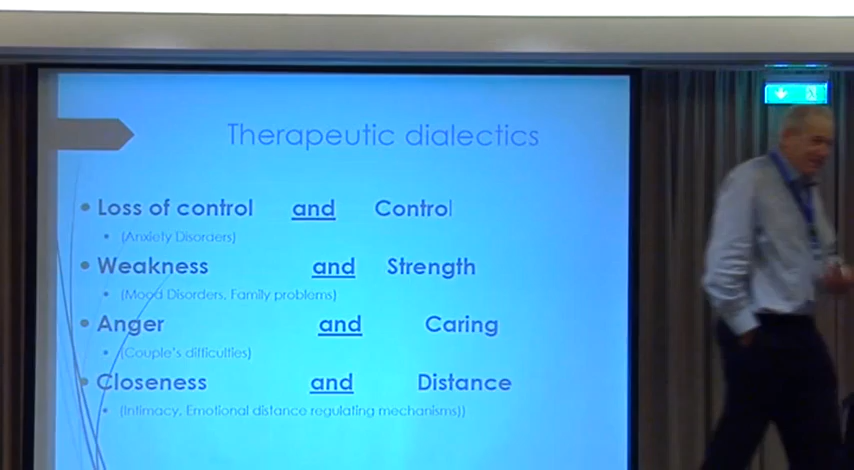 Therapeutic dialectics
• Loss of control and Control
• (Anxiety Disorders)
• Weakness and Strength
• (Mood Disorders, Family problems)
• Anger and Caring
• (Couple's difficulties)
• Closeness and Distance
• (Intimacy, Emotional distance regulating mechanisms))